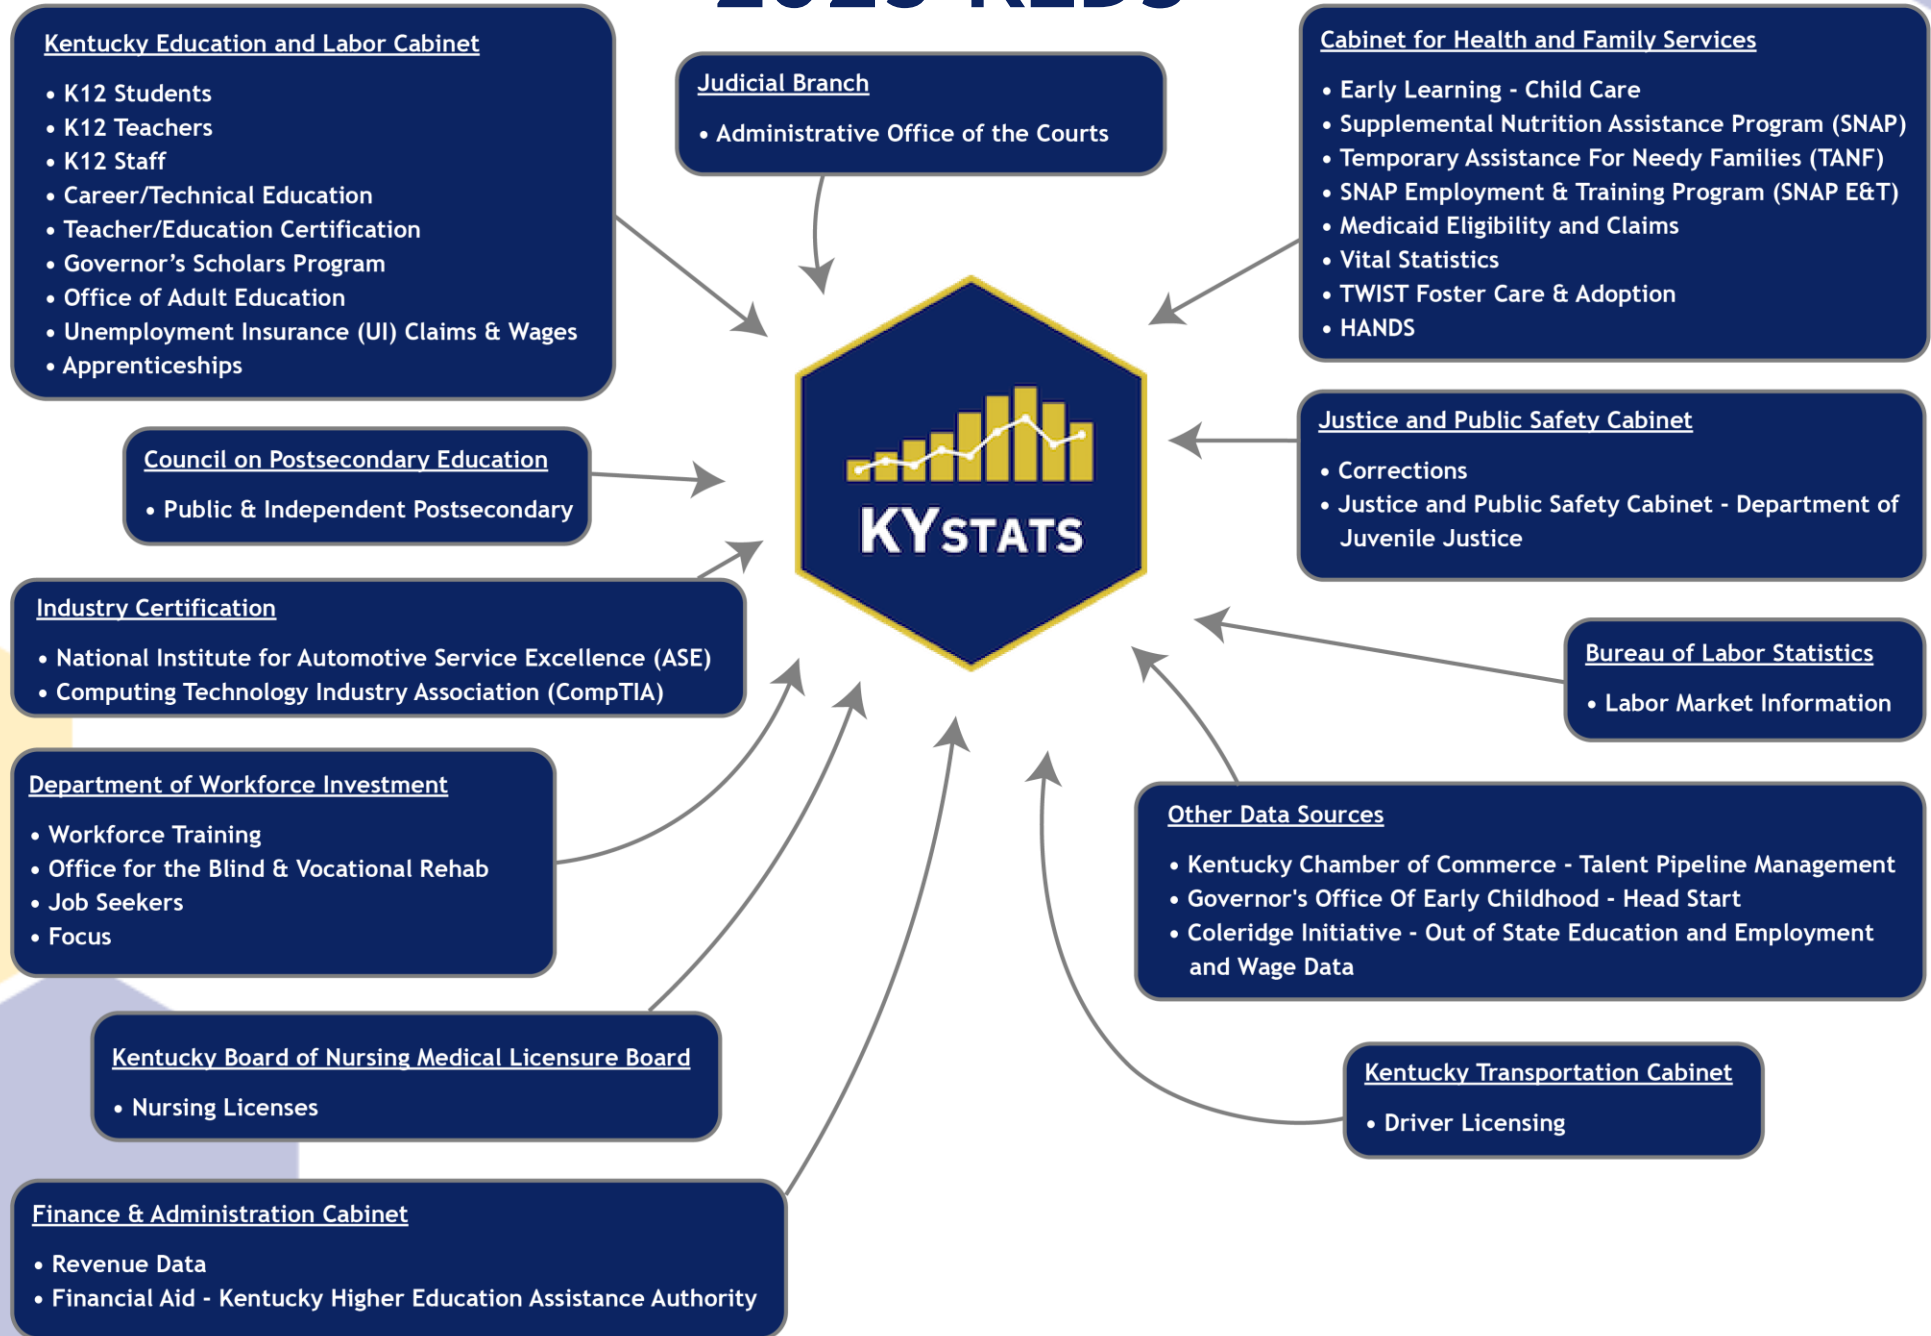 Kentucky Education and Labor Cabinet
• K12 Students
• K12 Teachers
• K12 Staff
• Career/Technical Education
• Teacher/Education Certification
• Governor’s Scholars Program
• Office of Adult Education
• Unemployment Insurance (UI) Claims & Wages
• Apprenticeships
Judicial Branch
• Administrative Office of the Courts
Cabinet for Health and Family Services
• Early Learning - Child Care
• Supplemental Nutrition Assistance Program (SNAP)
• Temporary Assistance For Needy Families (TANF)
• SNAP Employment & Training Program (SNAP E&T)
• Medicaid Eligibility and Claims
• Vital Statistics
• TWIST Foster Care & Adoption
• HANDS
Council on Postsecondary Education
• Public & Independent Postsecondary
KYSTATS
Justice and Public Safety Cabinet
• Corrections
• Justice and Public Safety Cabinet - Department of
Juvenile Justice
Industry Certification
• National Institute for Automotive Service Excellence (ASE)
• Computing Technology Industry Association (CompTIA)
Bureau of Labor Statistics
• Labor Market Information
Department of Workforce Investment
• Workforce Training
• Office for the Blind & Vocational Rehab
• Job Seekers
• Focus
Other Data Sources
• Kentucky Chamber of Commerce - Talent Pipeline Management
• Governor's Office Of Early Childhood - Head Start
• Coleridge Initiative - Out of State Education and Employment
and Wage Data
Kentucky Board of Nursing Medical Licensure Board
• Nursing Licenses
Kentucky Transportation Cabinet
• Driver Licensing
Finance & Administration Cabinet
• Revenue Data
• Financial Aid - Kentucky Higher Education Assistance Authority